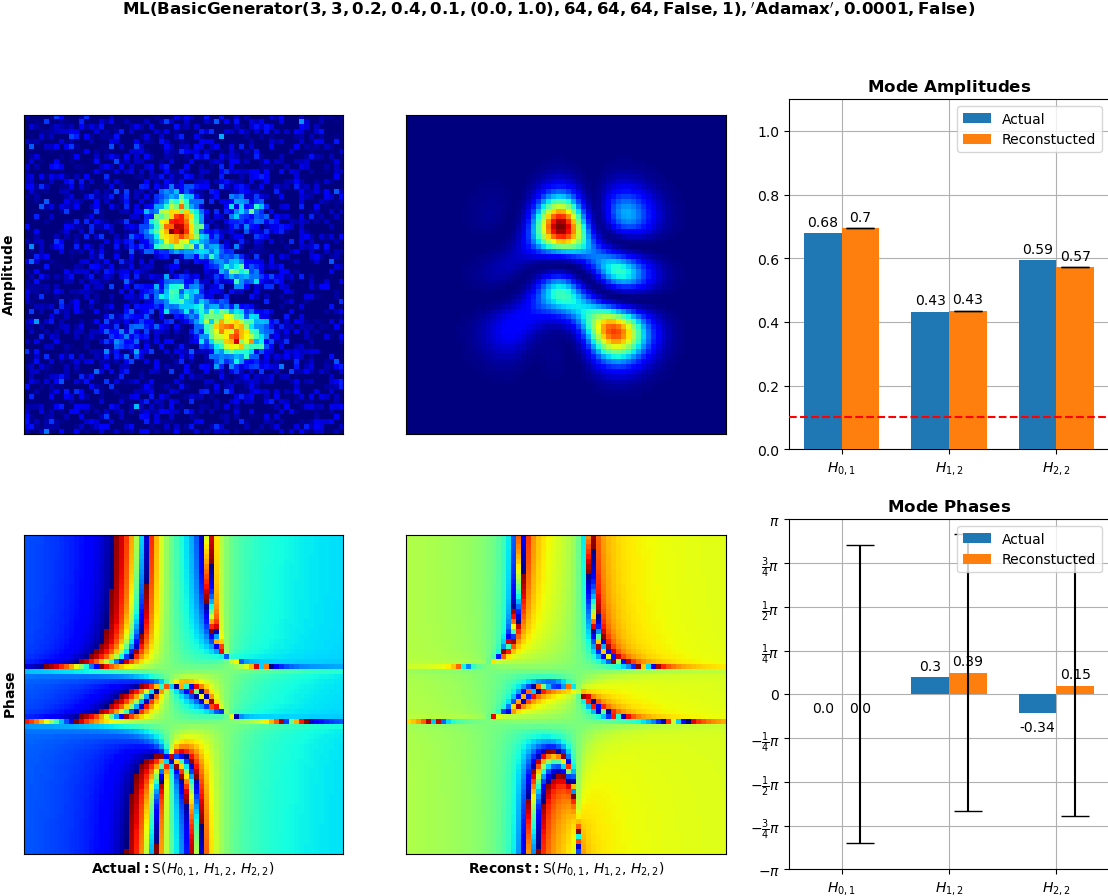 ML(BasicGenerator(3, 3, 0.2, 0.4, 0.1, (0.0, 1.0), 64, 64, 64, False, 1), 'Adamax', 0.0001, False)
Mode Amplitudes
Amplitude
1.0
0.8
0.6
0.4
0.2
0.0
Actual
Reconstucted
0.68
0.7
0.43
0.43
0.59
0.57
H0,1
H1,2
H2,2
Mode Phases
Phase
π
3/4π
1/2π
1/4π
0
−1/4π
−1/2π
−3/4π
−π
Actual
Reconstucted
0.0
0.0
0.3
0.39
-0.34
0.15
H0,1
H1,2
H2,2
Actual: S(H0,1, H1,2, H2,2)
Reconst: S(H0,1, H1,2, H2,2)